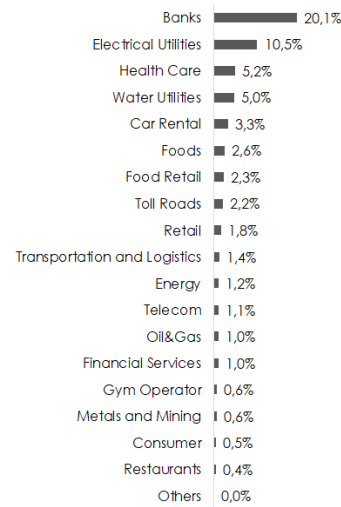 Banks 20,1%
Electrical Utilities 10,5%
Health Care 5,2%
Water Utilities 5,0%
Car Rental 3,3%
Foods 2,6%
Food Retail 2,3%
Toll Roads 2,2%
Retail 1,8%
Transportation and Logistics 1,4%
Energy 1,2%
Telecom 1,1%
Oil&Gas 1,0%
Financial Services 1,0%
Gym Operator 0,6%
Metals and Mining 0,6%
Consumer 0,5%
Restaurants 0,4%
Others 0,0%